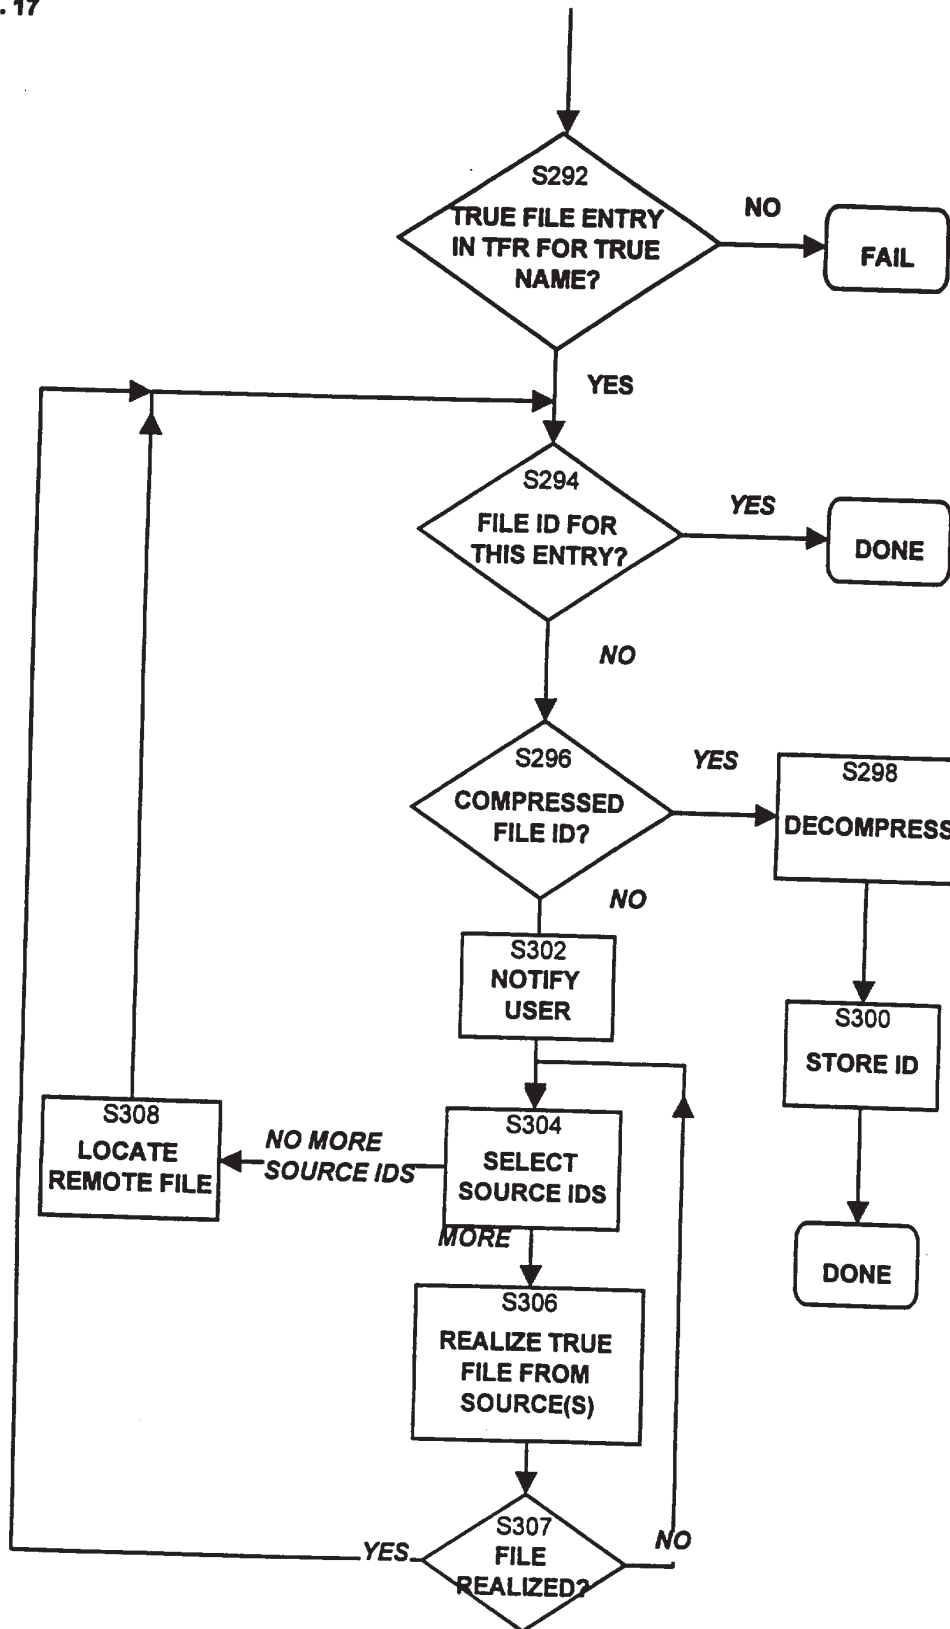 . 17
S292
TRUE FILE ENTRY
IN TFR FOR TRUE
NAME?
NO
FAIL
YES
S294
FILE ID FOR
THIS ENTRY?
YES
DONE
NO
S296
COMPRESSED
FILE ID?
YES
S298
DECOMPRESS
NO
S302
NOTIFY
USER
S300
STORE ID
S308
LOCATE
REMOTE FILE
NO MORE
SOURCE IDS
S304
SELECT
SOURCE IDS
MORE
DONE
S306
REALIZE TRUE
FILE FROM
SOURCE(S)
S307
FILE
REALIZED?
YES
NO